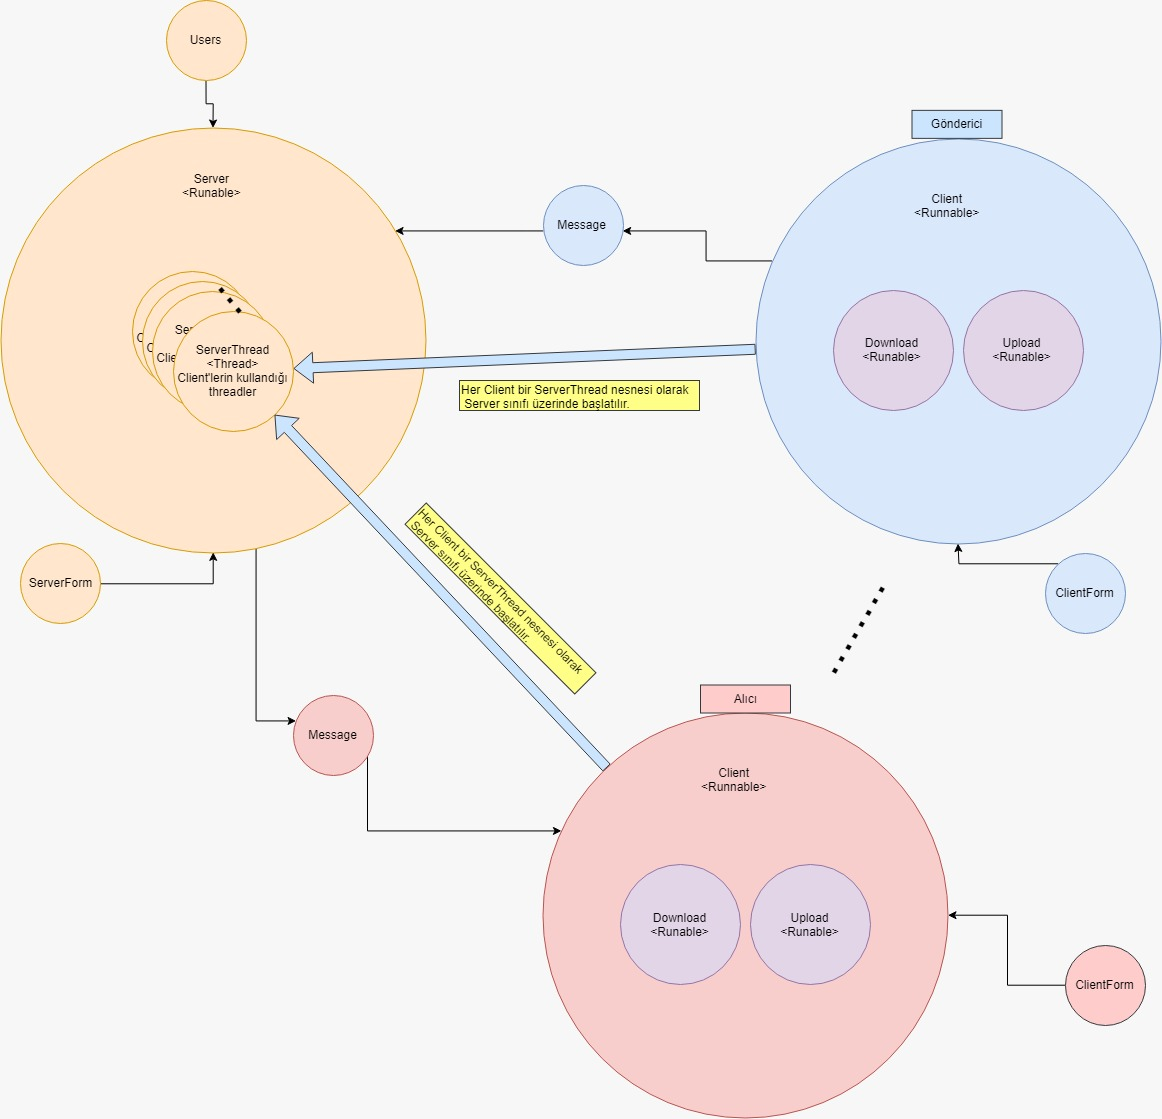 Users
Gönderici
Server
<Runable>
Client
<Runnable>
Message
Download
<Runable>
Upload
<Runable>
C
C
Ser
Clie
ServerThread
<Thread>
Client'lerin kullandığı
threadler
Her Client bir ServerThread nesnesi olarak
Server sınıfı üzerinde başlatılır.
Her Client bir ServerThread nesnesi olarak
Server sınıfı üzerinde başlatılır.
ServerForm
ClientForm
Alıcı
Message
Client
<Runnable>
Download
<Runable>
Upload
<Runable>
ClientForm